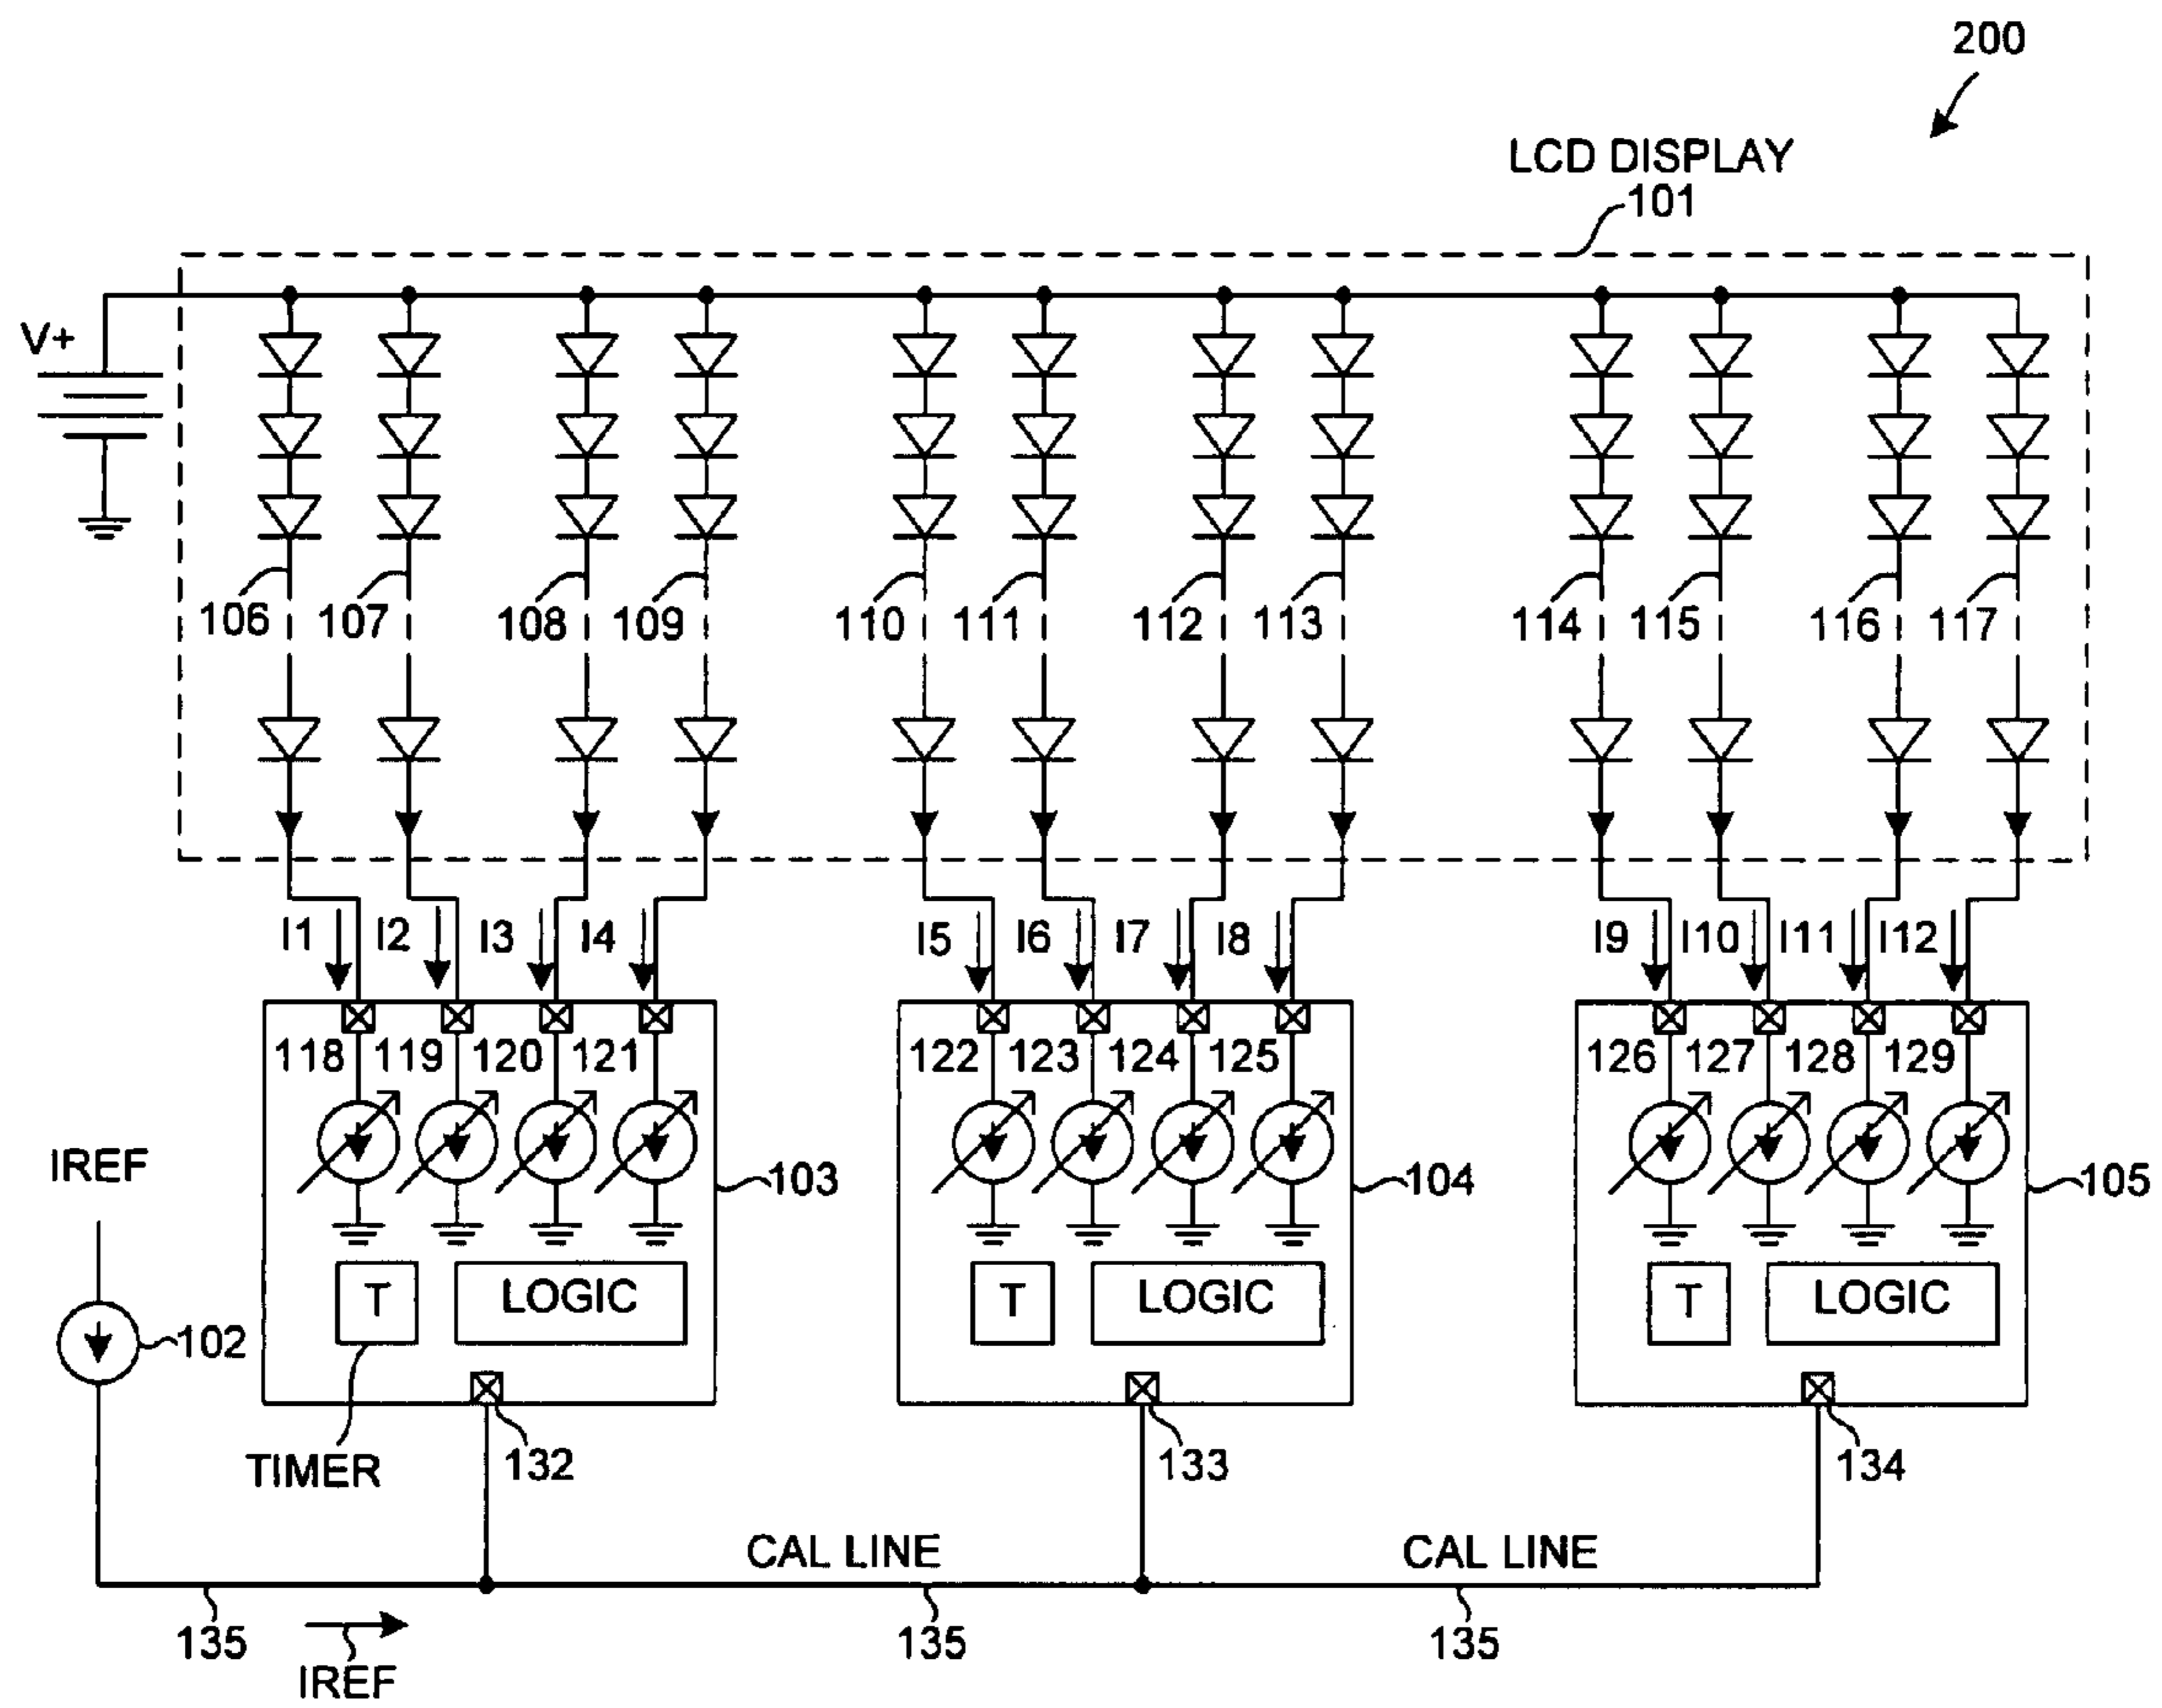 200
LCD DISPLAY
101
V+
106 107 108 109 110 111 112 113 114 115 116 117
I1 I2 I3 I4 I5 I6 I7 I8 I9 I10 I11 I12
118 119 120 121 122 123 124 125 126 127 128 129
IREF
103 104 105
T LOGIC T LOGIC T LOGIC
102
TIMER
132 133 134
CAL LINE CAL LINE
135 135 135
IREF